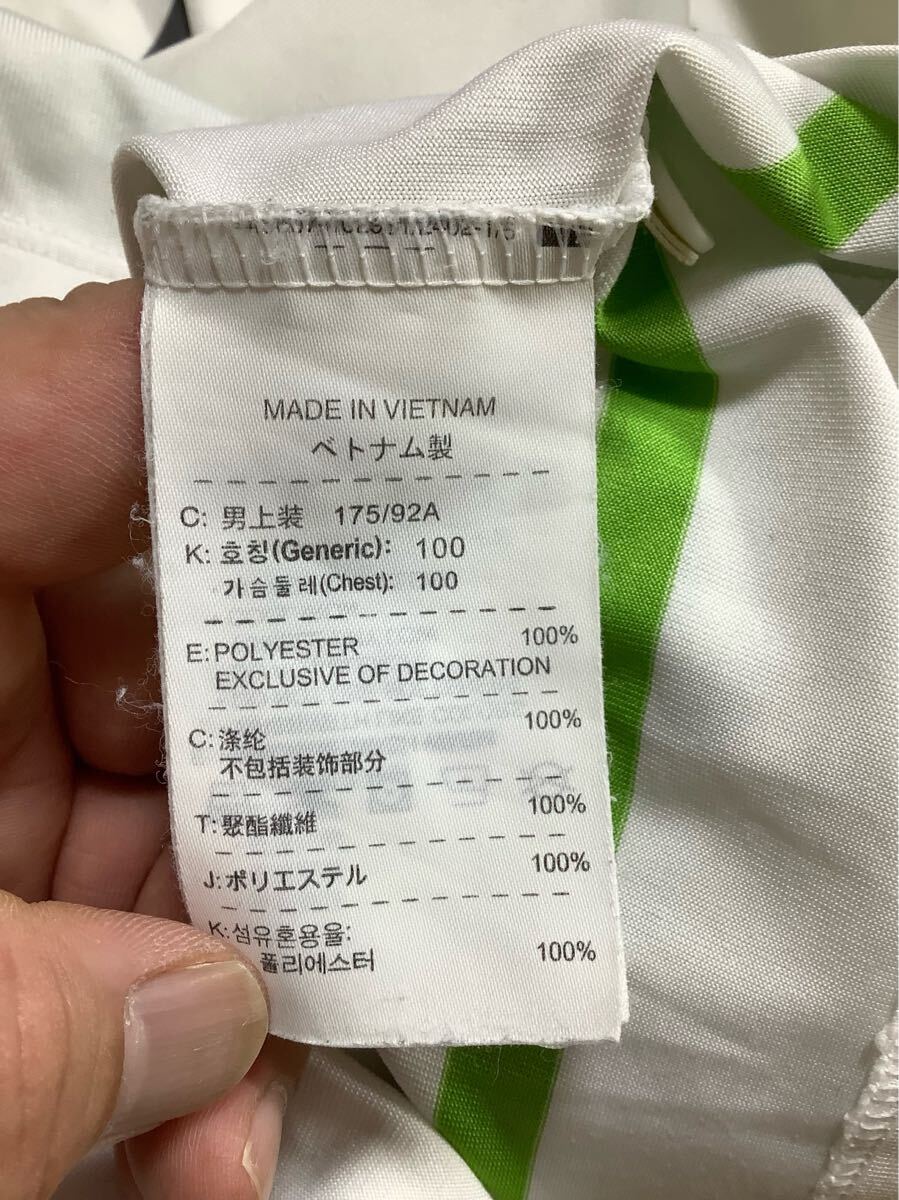 MADE IN VIETNAM
ベトナム製
C: 男上装 175/92A
K: 호칭(Generic): 100
가슴둘레(Chest): 100
E: POLYESTER 100%
EXCLUSIVE OF DECORATION
C: 涤纶 100%
不包括装饰部分
T: 聚酯纖維 100%
J: ポリエステル 100%
K: 섬유혼용율:
폴리에스터 100%